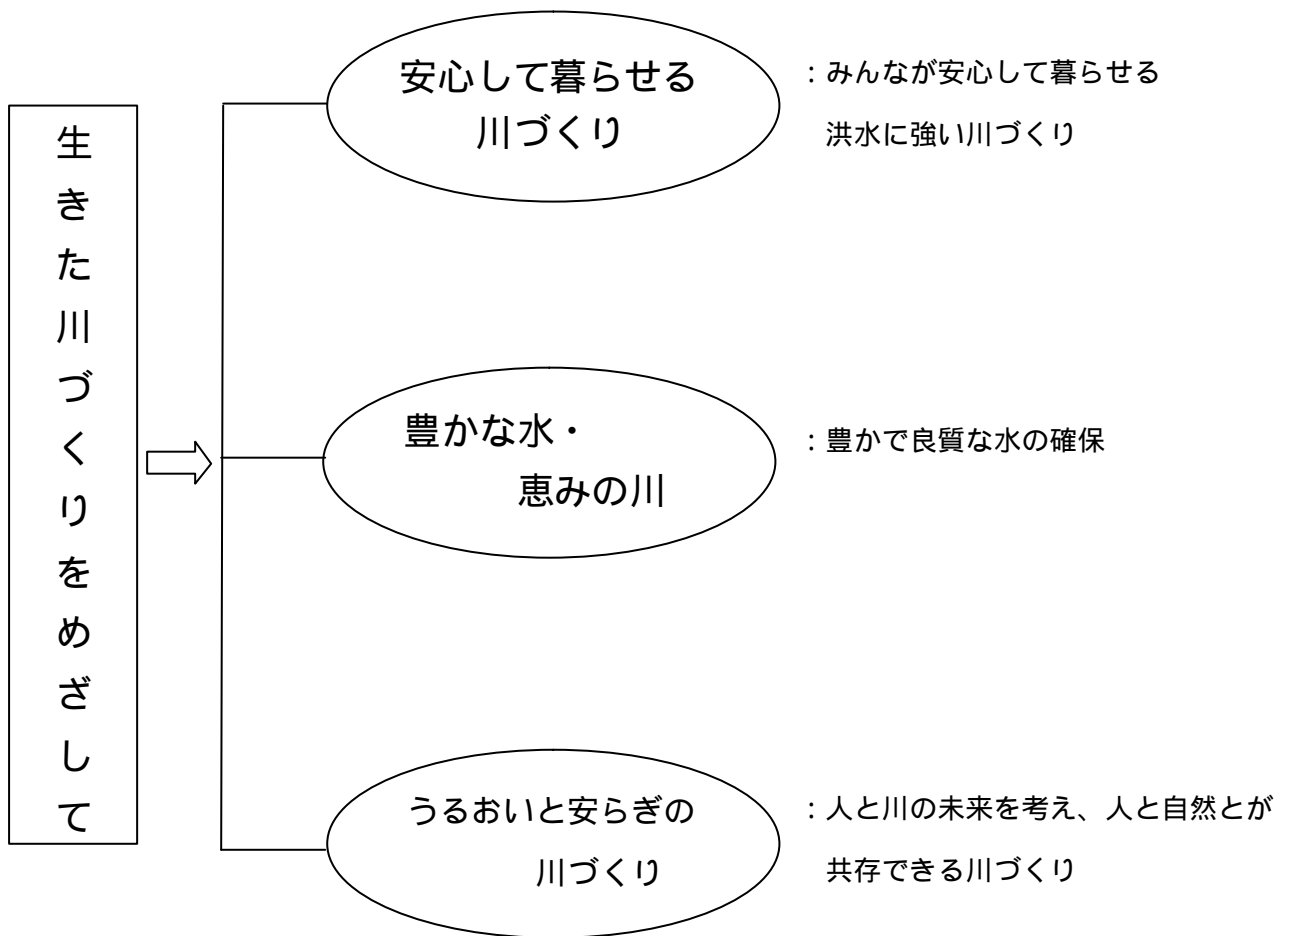 生きた川づくりをめざして
安心して暮らせる
川づくり
:みんなが安心して暮らせる
洪水に強い川づくり
豊かな水・
恵みの川
:豊かで良質な水の確保
うるおいと安らぎの
川づくり
:人と川の未来を考え、人と自然とが
共存できる川づくり